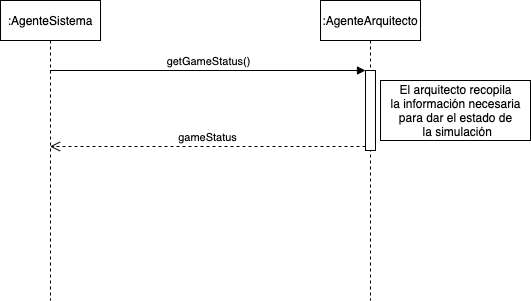 :AgenteSistema
:AgenteArquitecto
getGameStatus()
El arquitecto recopila
la información necesaria
para dar el estado de
la simulación
gameStatus